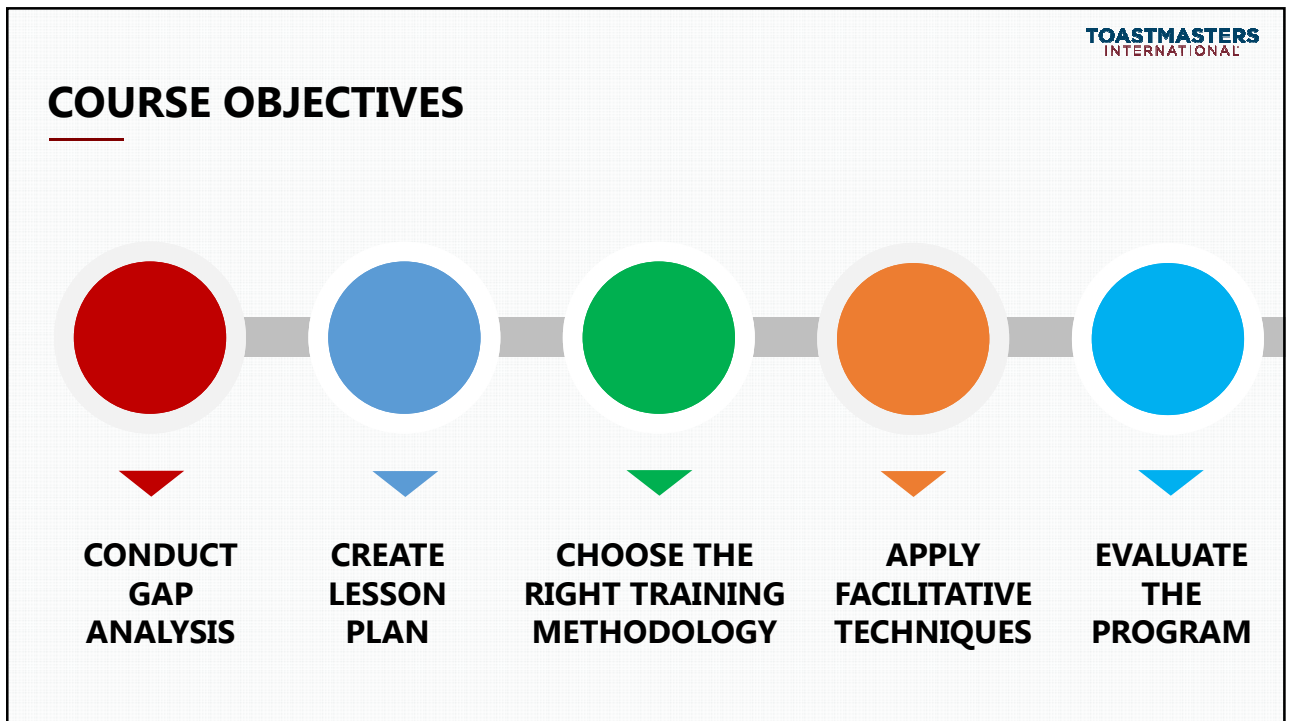 TOASTMASTERS
INTERNATIONAL
COURSE OBJECTIVES
CONDUCT
GAP
ANALYSIS
CREATE
LESSON
PLAN
CHOOSE THE
RIGHT TRAINING
METHODOLOGY
APPLY
FACILITATIVE
TECHNIQUES
EVALUATE
THE
PROGRAM